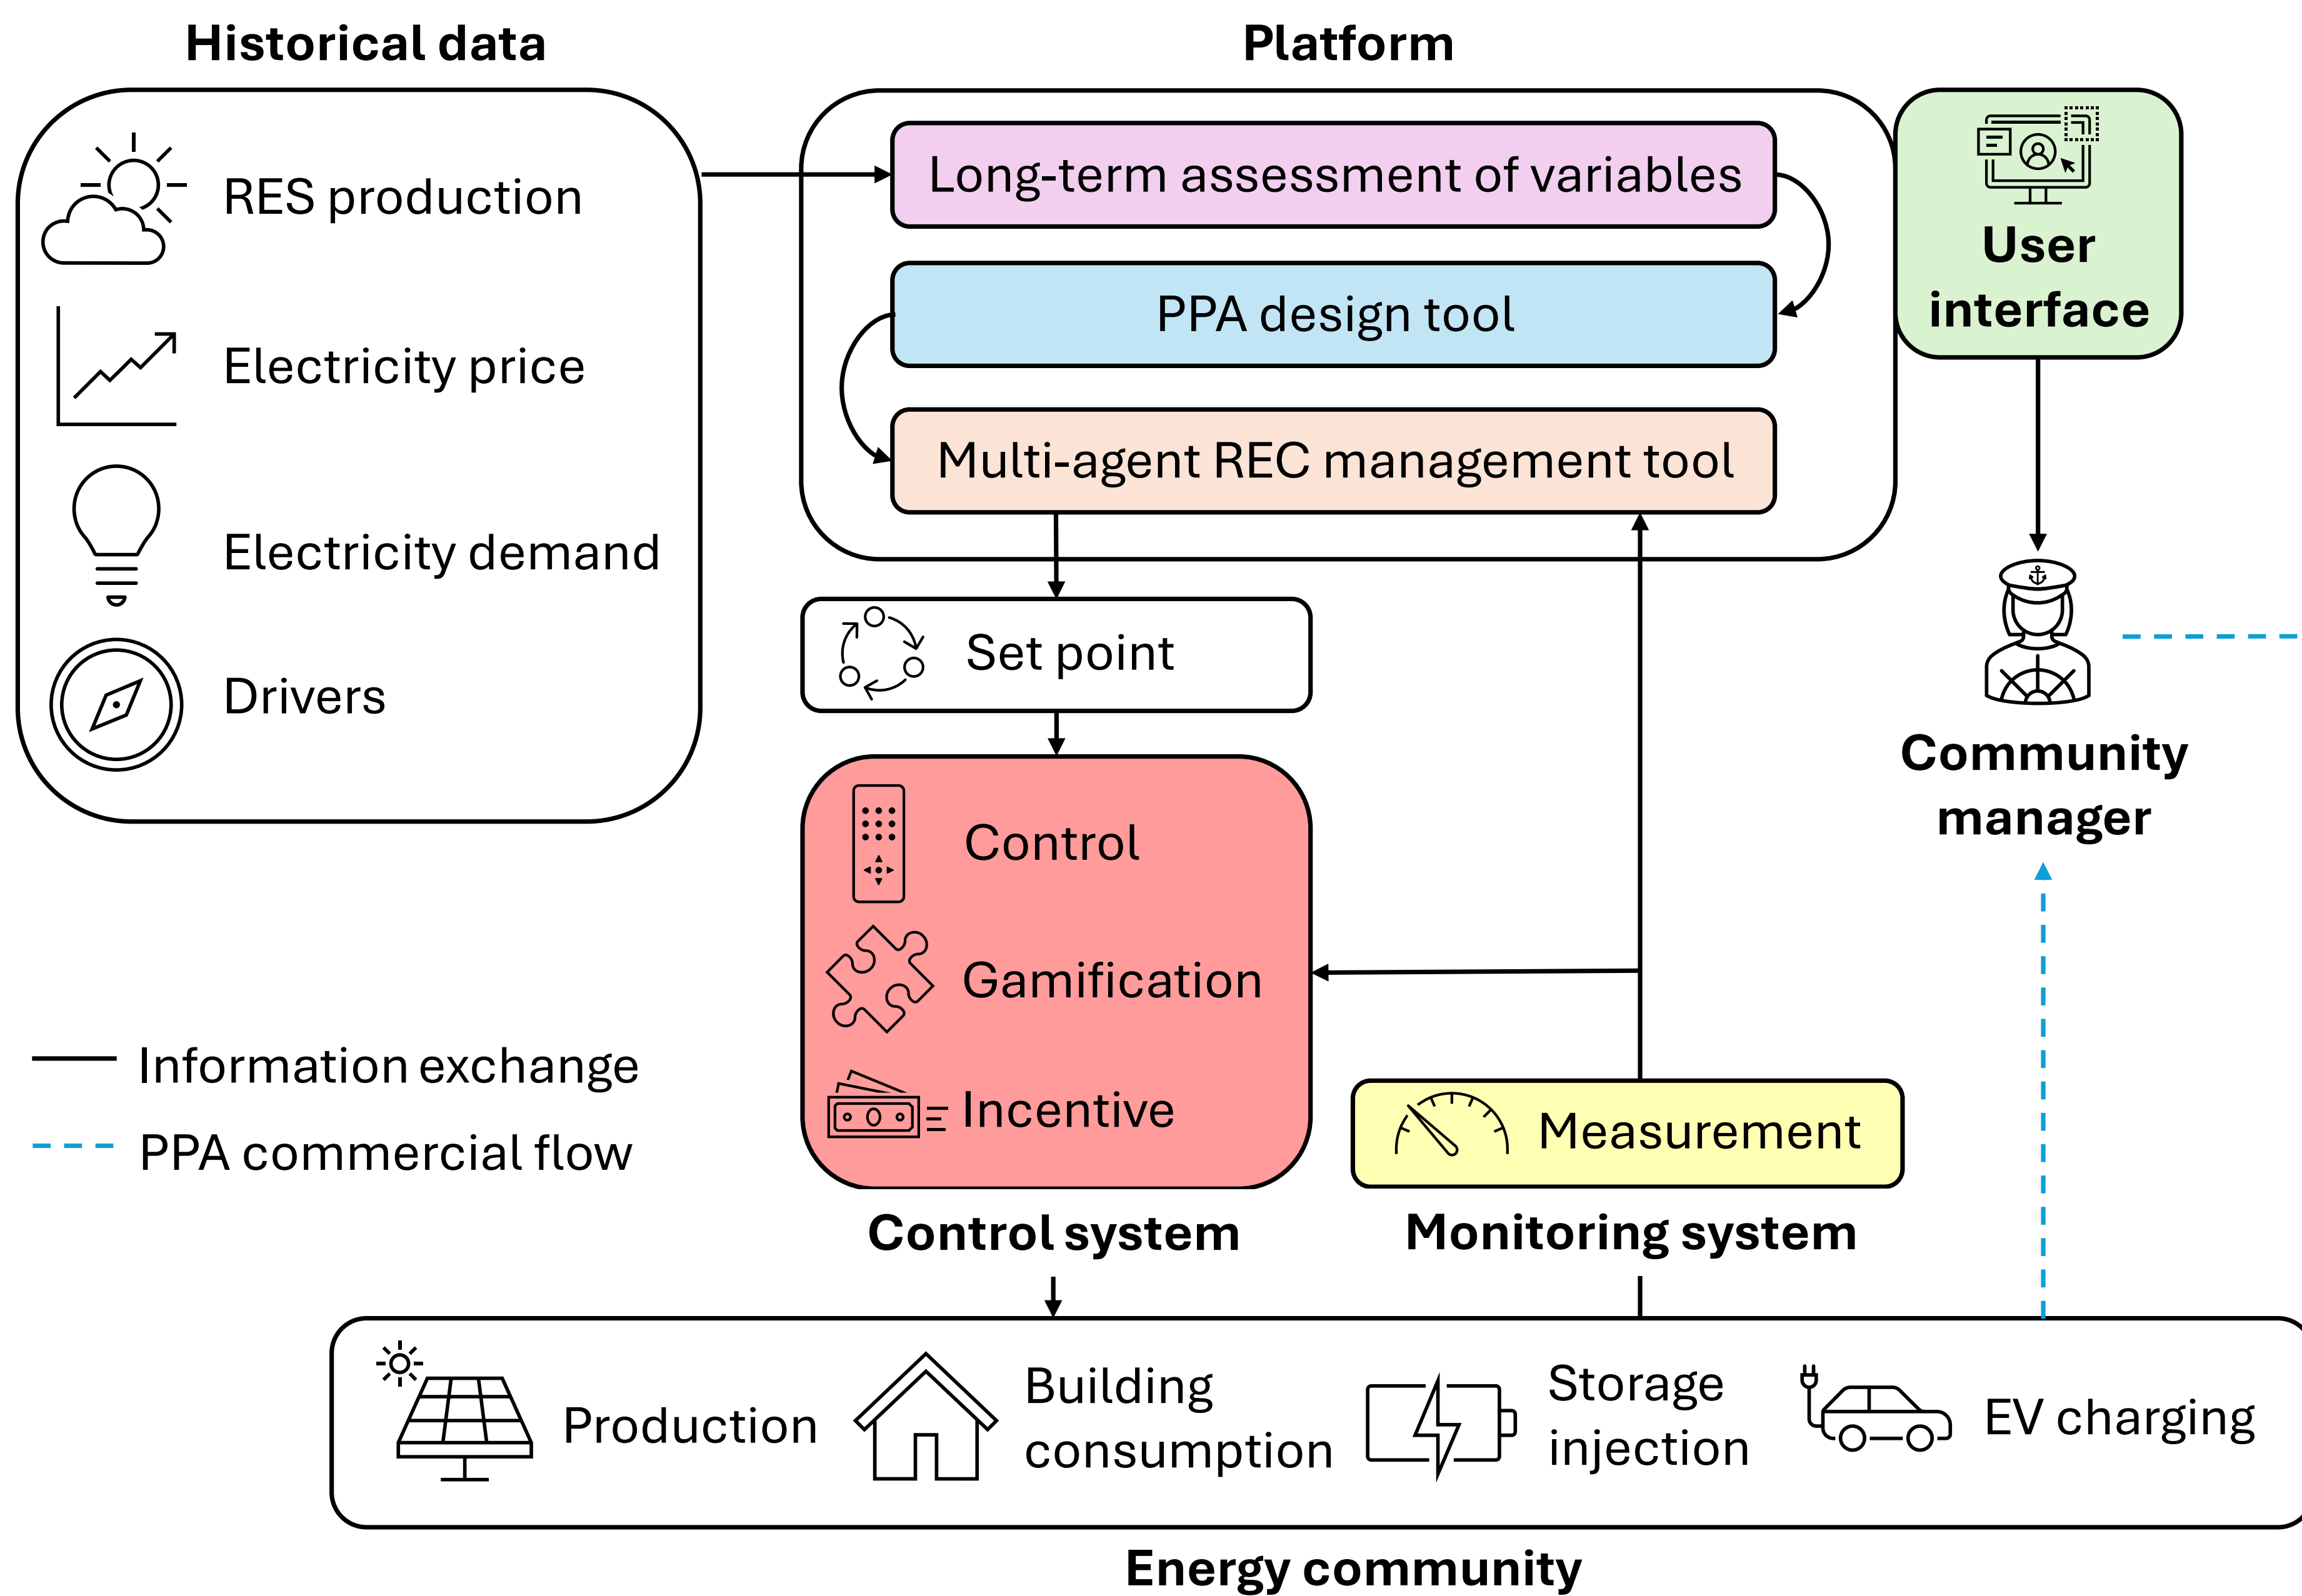 Historical data
RES production
Electricity price
Electricity demand
Drivers
Platform
Long-term assessment of variables
PPA design tool
Multi-agent REC management tool
User
interface
Set point
Control
Gamification
Incentive
Control system
Measurement
Monitoring system
Community
manager
Information exchange
PPA commercial flow
Production
Building
consumption
Storage
injection
EV charging
Energy community